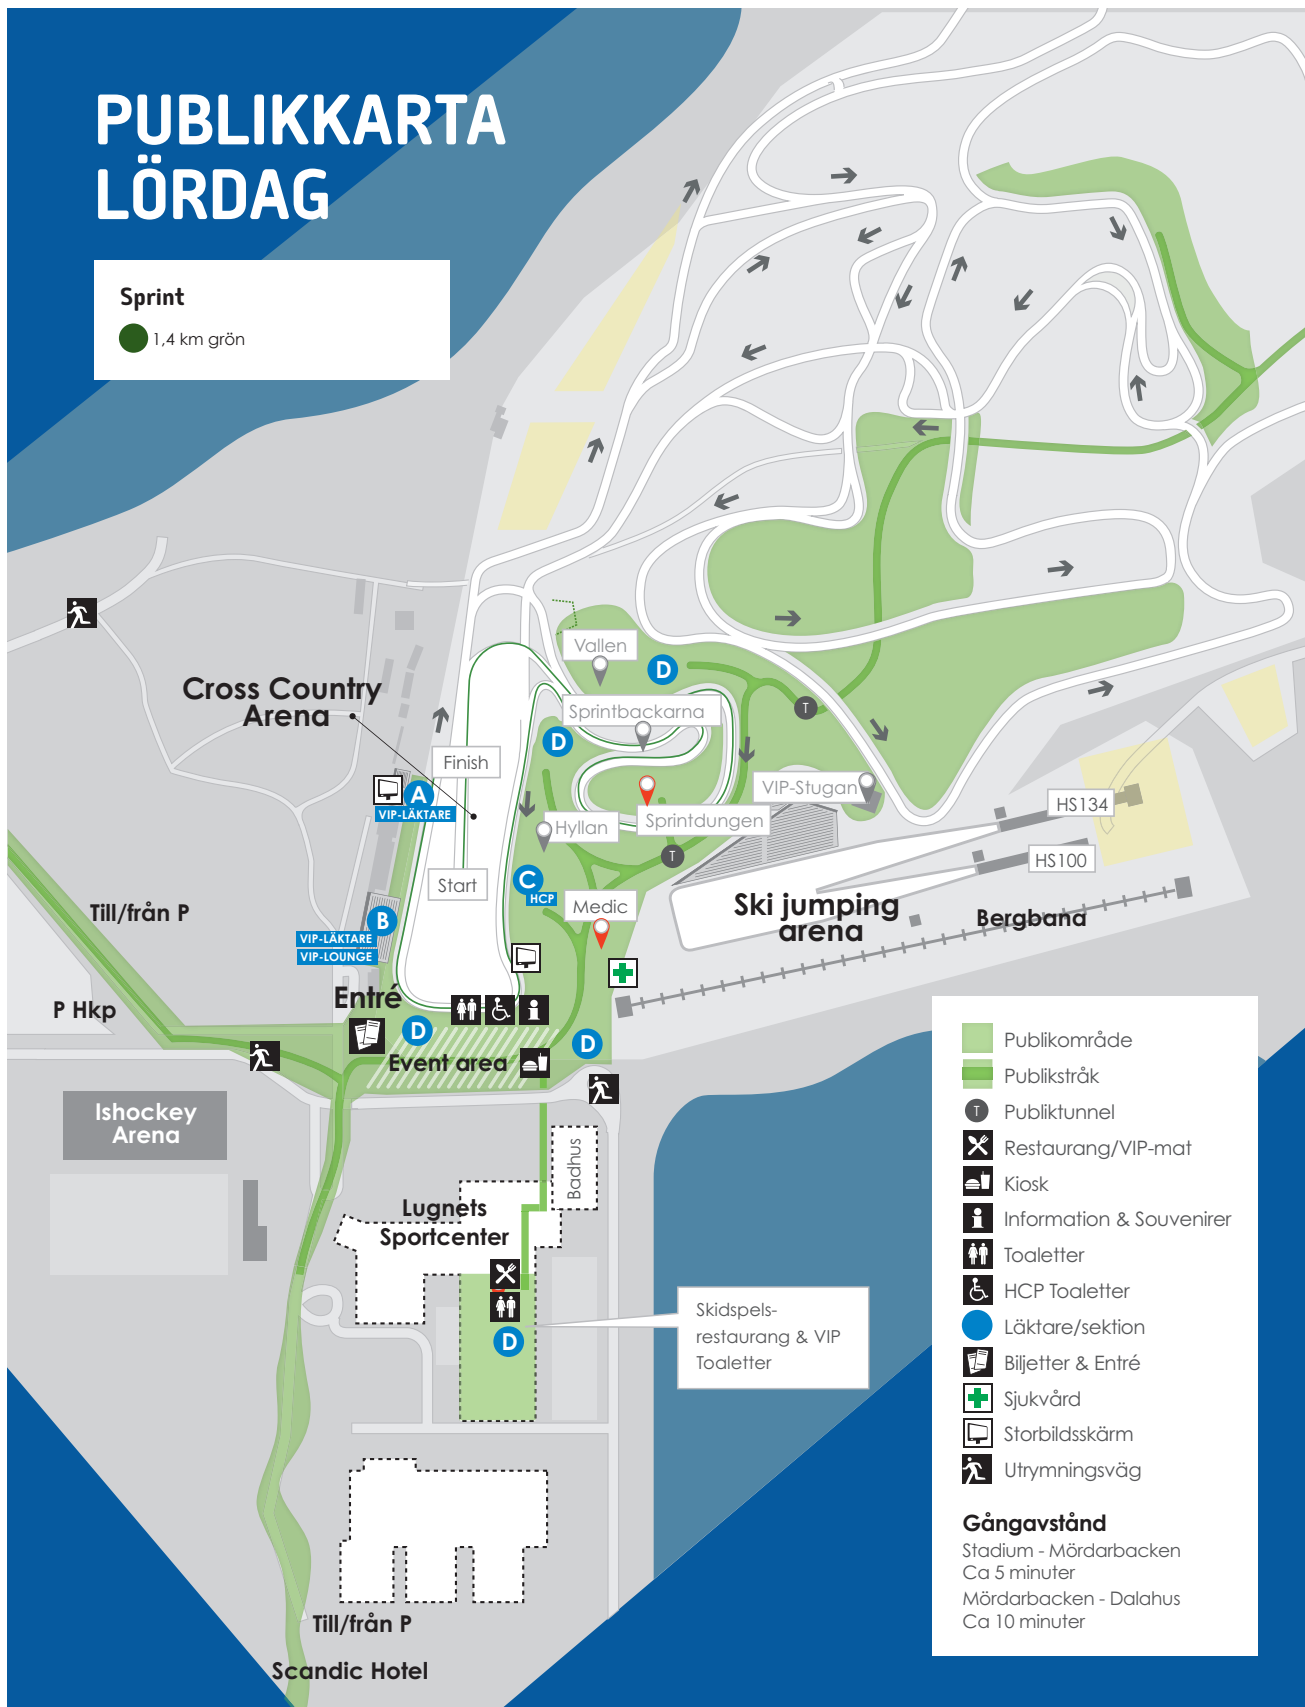 PUBLIKKARTA
LÖRDAG
Sprint
1,4 km grön
Vallen
D
Cross Country
Arena
Sprintbackarna
T
D
Finish
VIP-Stugan
A
VIP-LÄKTARE
HS134
Sprintdungen
Hyllan
T
HS100
Start
C
HCP
Medic
Till/från P
B
Ski jumping
arena
Bergbana
VIP-LÄKTARE
VIP-LOUNGE
Entré
P Hkp
D
D
Event area
Ishockey
Arena
Badhus
Lugnets
Sportcenter
D
Skidspels-
restaurang & VIP
Toaletter
Till/från P
Scandic Hotel
Publikområde
Publikstråk
T Publiktunnel
Restaurang/VIP-mat
Kiosk
Information & Souvenirer
Toaletter
HCP Toaletter
Läktare/sektion
Biljetter & Entré
Sjukvård
Storbildsskärm
Utrymningsväg
Gångavstånd
Stadium - Mördarbacken
Ca 5 minuter
Mördarbacken - Dalahus
Ca 10 minuter